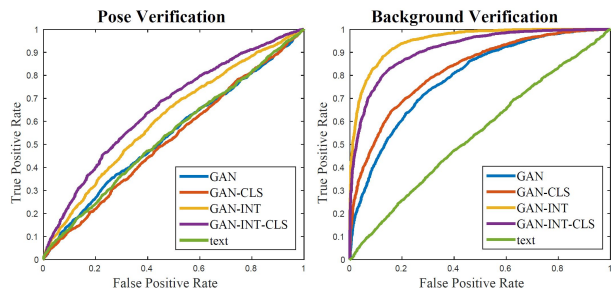 Pose Verification
1
0.9
0.8
0.7
0.6
0.5
0.4
0.3
0.2
0.1
0
0 0.2 0.4 0.6 0.8 1
True Positive Rate
False Positive Rate
GAN
GAN-CLS
GAN-INT
GAN-INT-CLS
text
Background Verification
1
0.9
0.8
0.7
0.6
0.5
0.4
0.3
0.2
0.1
0
0 0.2 0.4 0.6 0.8 1
True Positive Rate
False Positive Rate
GAN
GAN-CLS
GAN-INT
GAN-INT-CLS
text